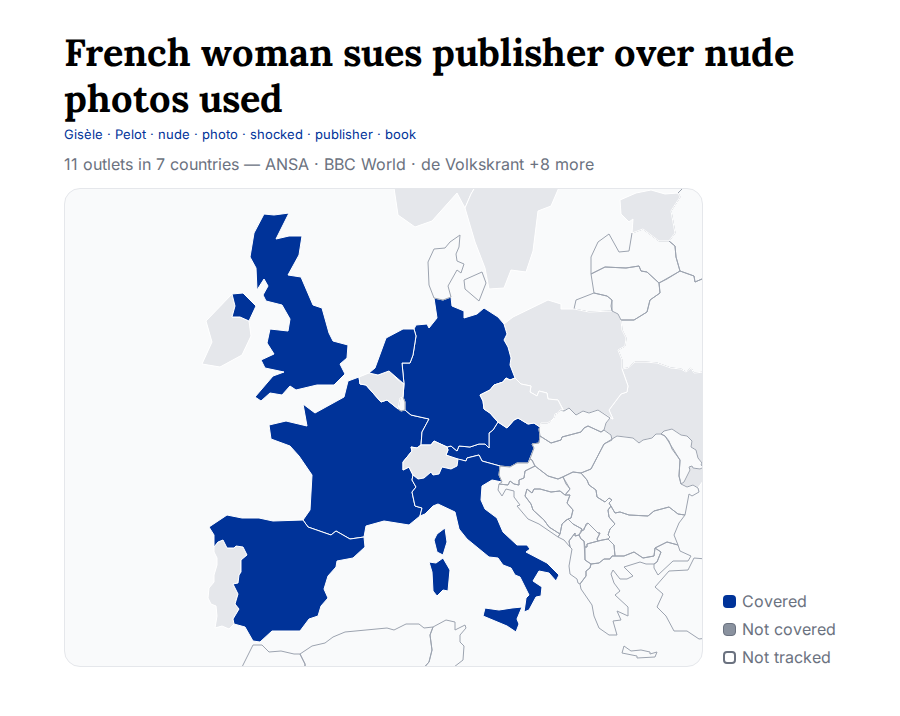 French woman sues publisher over nude
photos used
Gisèle · Pelot · nude · photo · shocked · publisher · book
11 outlets in 7 countries — ANSA · BBC World · de Volkskrant +8 more
Covered
Not covered
Not tracked